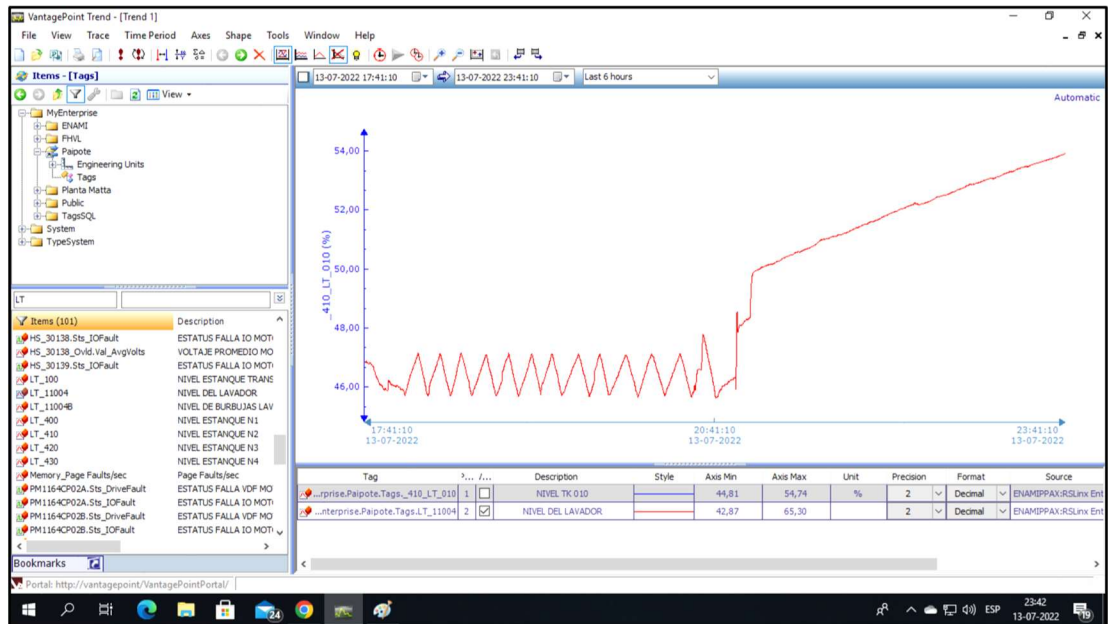 VantagePoint Trend - [Trend 1]
File View Trace Time Period Axes Shape Tools Window Help
Items - [Tags]
View
MyEnterprise
ENAMI
FHVL
Paipote
Engineering Units
Tags
Planta Matta
Public
TagsSQL
System
TypeSystem
LT
Items (101) Description
HS_30138.Sts_IOFault ESTATUS FALLA IO MOT
HS_30138_Ovld.Val_AvgVolts VOLTAJE PROMEDIO MO
HS_30139.Sts_IOFault ESTATUS FALLA IO MOT
LT_100 NIVEL ESTANQUE TRANS
LT_11004 NIVEL DEL LAVADOR
LT_11004B NIVEL DE BURBUJAS LAV
LT_400 NIVEL ESTANQUE N1
LT_410 NIVEL ESTANQUE N2
LT_420 NIVEL ESTANQUE N3
LT_430 NIVEL ESTANQUE N4
Memory_Page Faults/sec Page Faults/sec
PM1164CP02A.Sts_DriveFault ESTATUS FALLA VDF MO
PM1164CP02A.Sts_IOFault ESTATUS FALLA IO MOT
PM1164CP02B.Sts_DriveFault ESTATUS FALLA VDF MO
PM1164CP02B.Sts_IOFault ESTATUS FALLA IO MOT
Bookmarks
13-07-2022 17:41:10 13-07-2022 23:41:10 Last 6 hours
Automatic
54,00
52,00
50,00
48,00
46,00
_410_LT_010 (%)
17:41:10 20:41:10 23:41:10
13-07-2022 13-07-2022 13-07-2022
Tag P... /... Description Style Axis Min Axis Max Unit Precision Format Source
...rprise.Paipote.Tags._410_LT_010 1 NIVEL TK 010 44,81 54,74 % 2 Decimal ENAMIPPAX:RSLinx Ent
...nterprise.Paipote.Tags.LT_11004 2 NIVEL DEL LAVADOR 42,87 65,30 2 Decimal ENAMIPPAX:RSLinx Ent
Portal: http://vantagepoint/VantagePointPortal/
24
ESP
23:42
13-07-2022
19